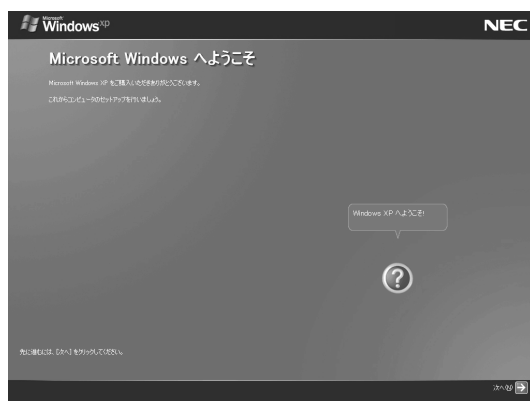 Microsoft
Windows xp
NEC
Microsoft Windows へようこそ
Microsoft Windows XP をご購入いただきありがとうございます。
これからコンピュータのセットアップを行いましょう。
Windows XP へようこそ!
?
先に進むには、[次へ] をクリックしてください。
次へ(N)